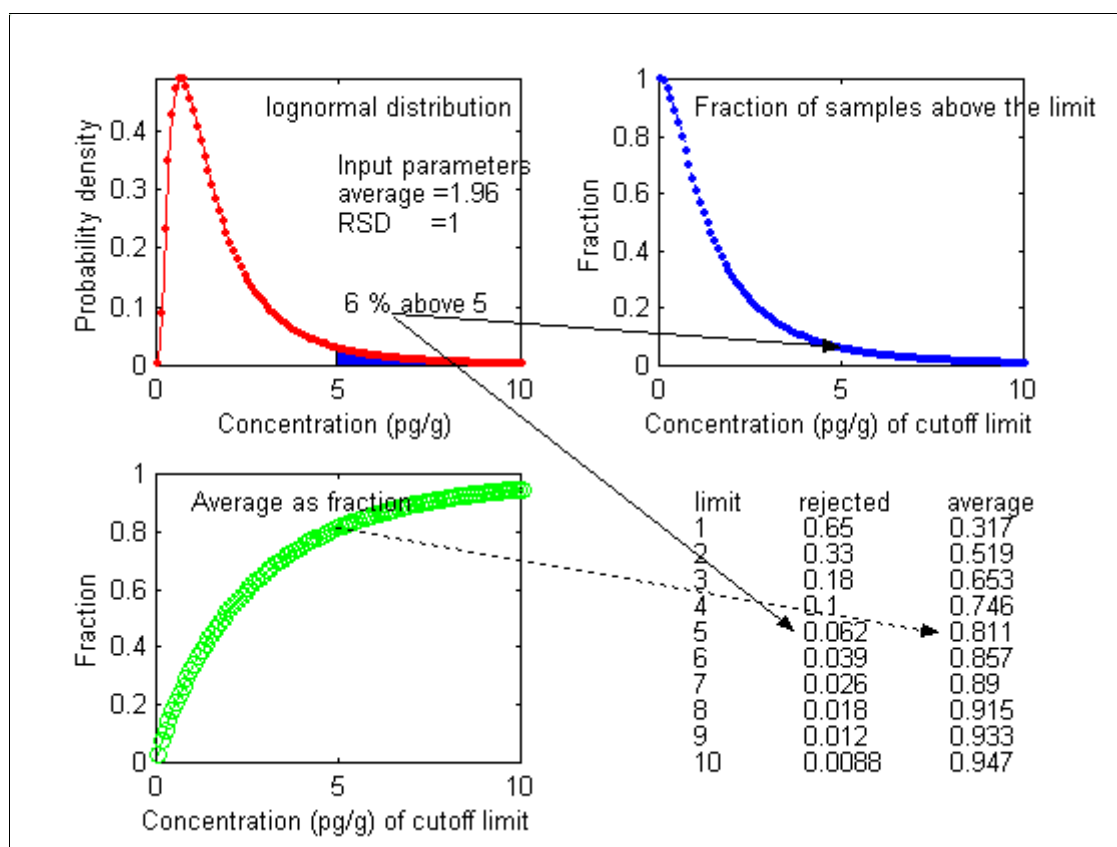 lognormal distribution
Input parameters
average =1.96
RSD =1
6 % above 5
Probability density
0.4
0.3
0.2
0.1
0
0 5 10
Concentration (pg/g)
Fraction of samples above the limit
Fraction
1
0.8
0.6
0.4
0.2
0
0 5 10
Concentration (pg/g) of cutoff limit
Average as fraction
Fraction
1
0.8
0.6
0.4
0.2
0
0 5 10
Concentration (pg/g) of cutoff limit
limit rejected average
1 0.65 0.317
2 0.33 0.519
3 0.18 0.653
4 0.1 0.746
5 0.062 0.811
6 0.039 0.857
7 0.026 0.89
8 0.018 0.915
9 0.012 0.933
10 0.0088 0.947